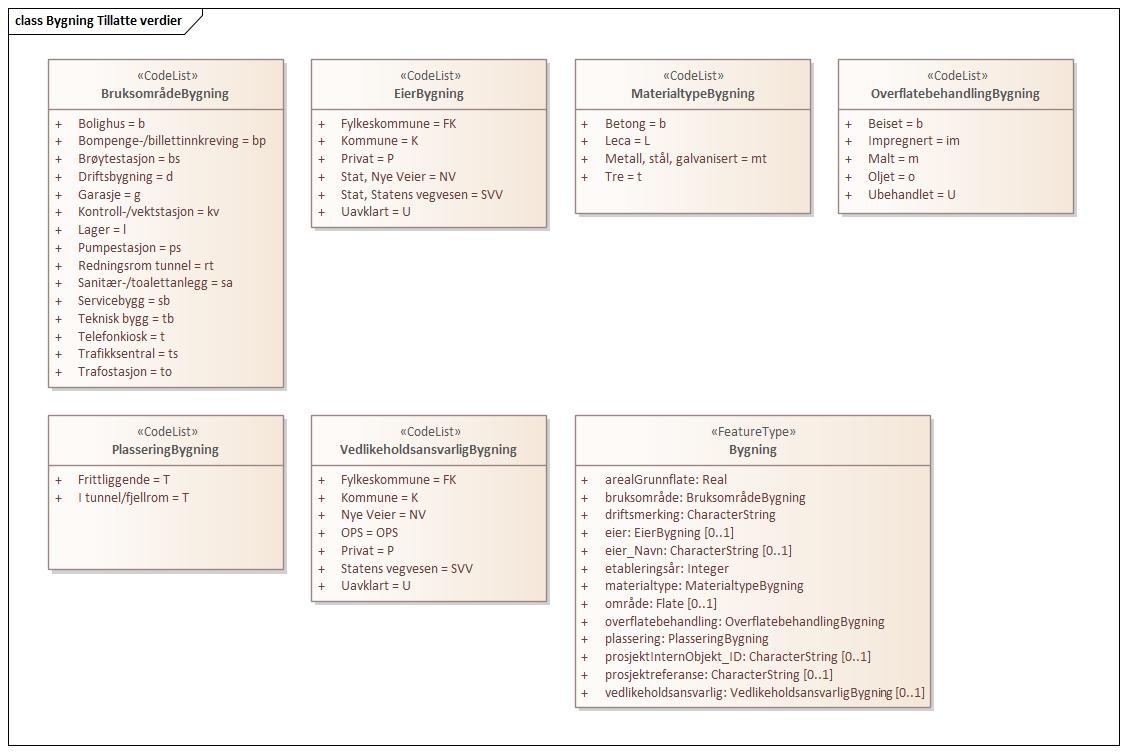 class Bygning Tillatte verdier
«CodeList»
BruksområdeBygning
+ Bolighus = b
+ Bompenge-/billettinnkreving = bp
+ Brøytestasjon = bs
+ Driftsbygning = d
+ Garasje = g
+ Kontroll-/vektstasjon = kv
+ Lager = l
+ Pumpestasjon = ps
+ Redningsrom tunnel = rt
+ Sanitær-/toalettanlegg = sa
+ Servicebygg = sb
+ Teknisk bygg = tb
+ Telefonkiosk = t
+ Trafikksentral = ts
+ Trafostasjon = to
«CodeList»
EierBygning
+ Fylkeskommune = FK
+ Kommune = K
+ Privat = P
+ Stat, Nye Veier = NV
+ Stat, Statens vegvesen = SVV
+ Uavklart = U
«CodeList»
MaterialtypeBygning
+ Betong = b
+ Leca = L
+ Metall, stål, galvanisert = mt
+ Tre = t
«CodeList»
OverflatebehandlingBygning
+ Beiset = b
+ Impregnert = im
+ Malt = m
+ Oljet = o
+ Ubehandlet = U
«CodeList»
PlasseringBygning
+ Frittliggende = T
+ I tunnel/fjellrom = T
«CodeList»
VedlikeholdsansvarligBygning
+ Fylkeskommune = FK
+ Kommune = K
+ Nye Veier = NV
+ OPS = OPS
+ Privat = P
+ Statens vegvesen = SVV
+ Uavklart = U
«FeatureType»
Bygning
+ arealGrunnflate: Real
+ bruksområde: BruksområdeBygning
+ driftsmerking: CharacterString
+ eier: EierBygning [0..1]
+ eier_Navn: CharacterString [0..1]
+ etableringsår: Integer
+ materialtype: MaterialtypeBygning
+ område: Flate [0..1]
+ overflatebehandling: OverflatebehandlingBygning
+ plassering: PlasseringBygning
+ prosjektInternObjekt_ID: CharacterString [0..1]
+ prosjektreferanse: CharacterString [0..1]
+ vedlikeholdsansvarlig: VedlikeholdsansvarligBygning [0..1]